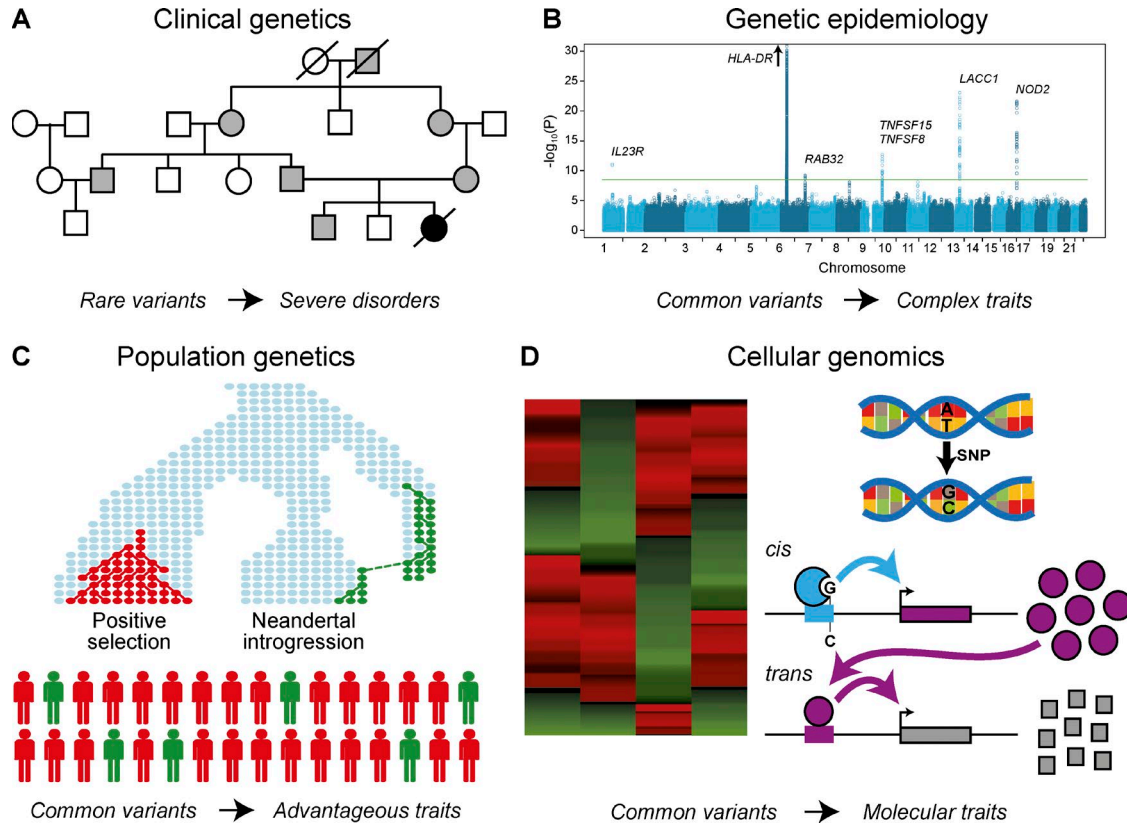 A Clinical genetics
Rare variants → Severe disorders
B Genetic epidemiology
-log10(P)
30
25
20
15
10
5
0
HLA-DR
LACC1
NOD2
TNFSF15
TNFSF8
IL23R
RAB32
1 2 3 4 5 6 7 8 9 10 11 12 13 14 15 16 17 19 21
Chromosome
Common variants → Complex traits
C Population genetics
Positive
selection
Neandertal
introgression
Common variants → Advantageous traits
D Cellular genomics
A
T
SNP
G
C
cis
G
C
trans
Common variants → Molecular traits